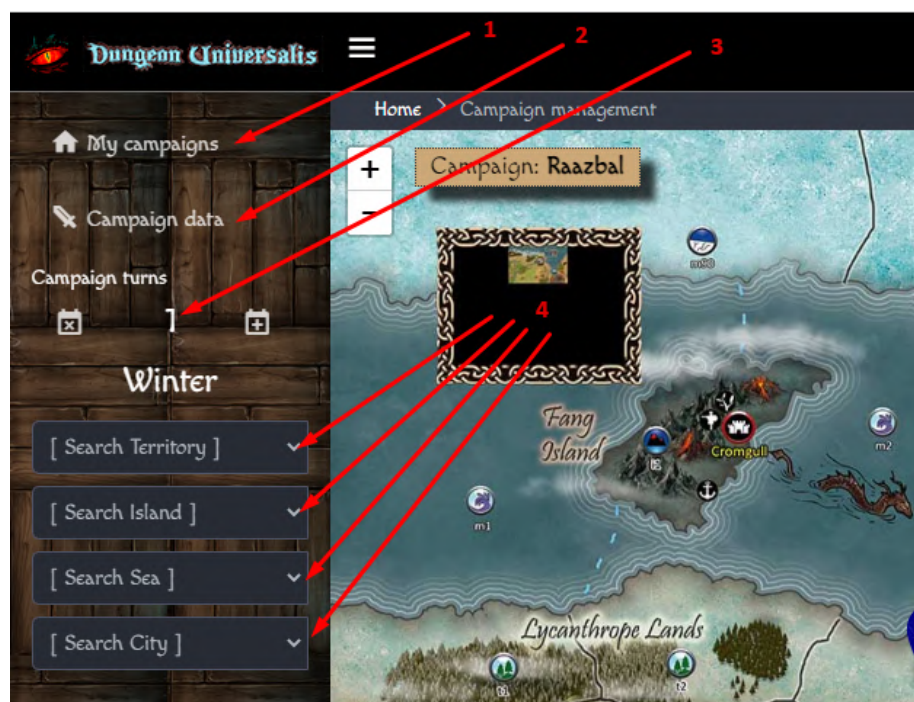 1
2
3
Dungeon Universalis
My campaigns
Home > Campaign management
+
Campaign: Raazbal
Campaign data
−
m90
Campaign turns
1
4
Winter
Fang
Island
[ Search Territory ]
Cromgull
m2
[ Search Island ]
m1
[ Search Sea ]
Lycanthrope Lands
[ Search City ]
t1
t2